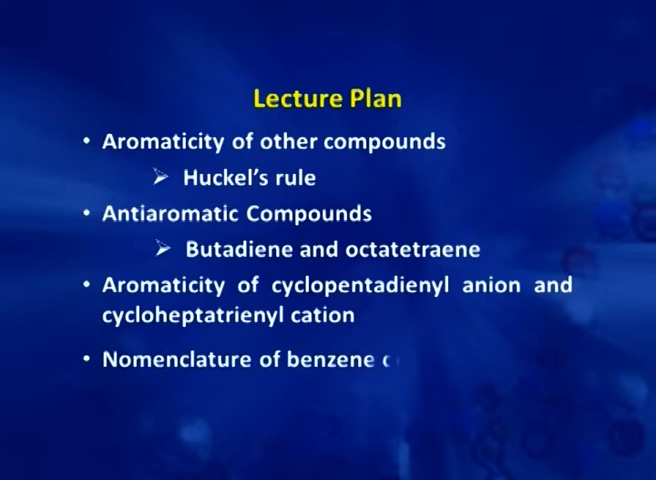 Lecture Plan
• Aromaticity of other compounds
➢ Huckel's rule
• Antiaromatic Compounds
➢ Butadiene and octatetraene
• Aromaticity of cyclopentadienyl anion and
cycloheptatrienyl cation
• Nomenclature of benzene